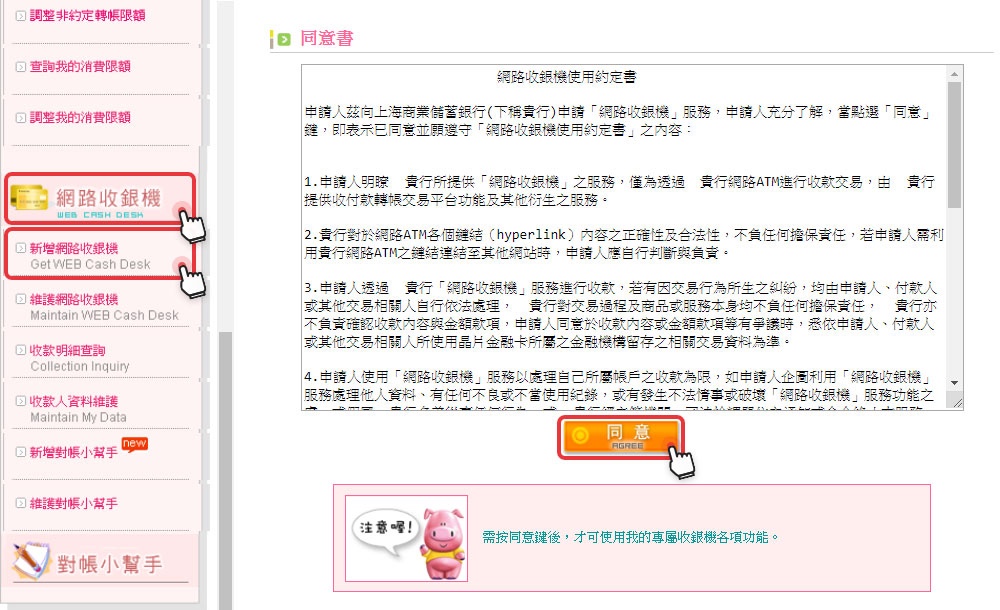 調整非約定轉帳限額
查詢我的消費限額
調整我的消費限額
網路收銀機
WEB CASH DESK
新增網路收銀機
Get WEB Cash Desk
維護網路收銀機
Maintain WEB Cash Desk
收款明細查詢
Collection Inquiry
收款人資料維護
Maintain My Data
新增對帳小幫手 new
維護對帳小幫手
對帳小幫手
同意書
網路收銀機使用約定書
申請人茲向上海商業儲蓄銀行(下稱貴行)申請「網路收銀機」服務，申請人充分了解，當點選「同意」
鍵，即表示已同意並願遵守「網路收銀機使用約定書」之內容：
1.申請人明瞭　貴行所提供「網路收銀機」之服務，僅為透過　貴行網路ATM進行收款交易，由　貴行
提供收付款轉帳交易平台功能及其他衍生之服務。
2.貴行對於網路ATM各個鏈結（hyperlink）內容之正確性及合法性，不負任何擔保責任，若申請人需利
用貴行網路ATM之鏈結連結至其他網站時，申請人應自行判斷與負責。
3.申請人透過　貴行「網路收銀機」服務進行收款，若有因交易行為所生之糾紛，均由申請人、付款人
或其他交易相關人自行依法處理，　貴行對交易過程及商品或服務本身均不負任何擔保責任，　貴行亦
不負責確認收款內容與金額款項，申請人同意於收款內容或金額款項等有爭議時，悉依申請人、付款人
或其他交易相關人所使用晶片金融卡所屬之金融機構留存之相關交易資料為準。
4.申請人使用「網路收銀機」服務以處理自己所屬帳戶之收款為限，如申請人企圖利用「網路收銀機」
服務處理他人資料、有任何不良或不當使用紀錄，或有發生不法情事或破壞「網路收銀機」服務功能之
同意
AGREE
注意喔!
需按同意鍵後，才可使用我的專屬收銀機各項功能。